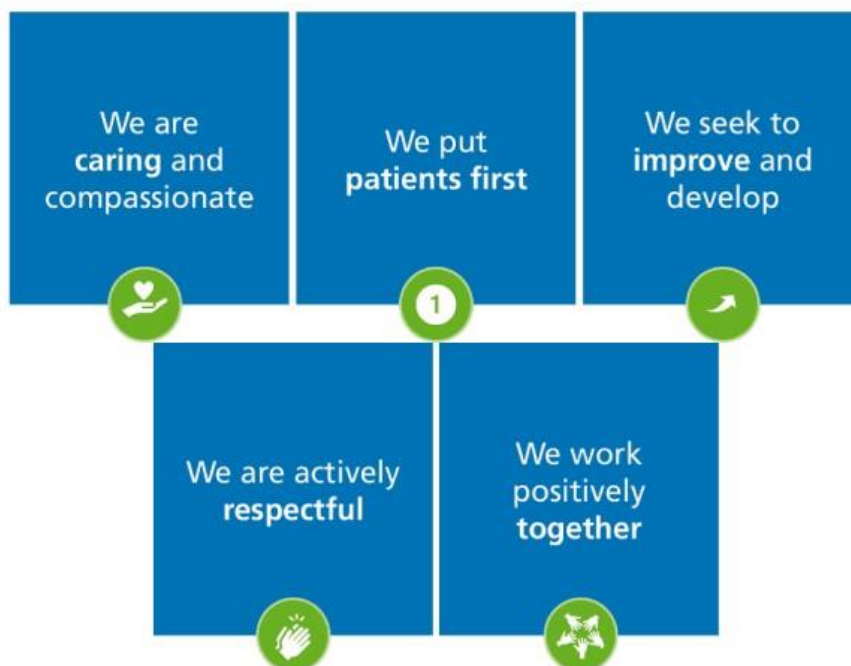 We are
caring and
compassionate
We put
patients first
We seek to
improve and
develop
1
We are actively
respectful
We work
positively
together